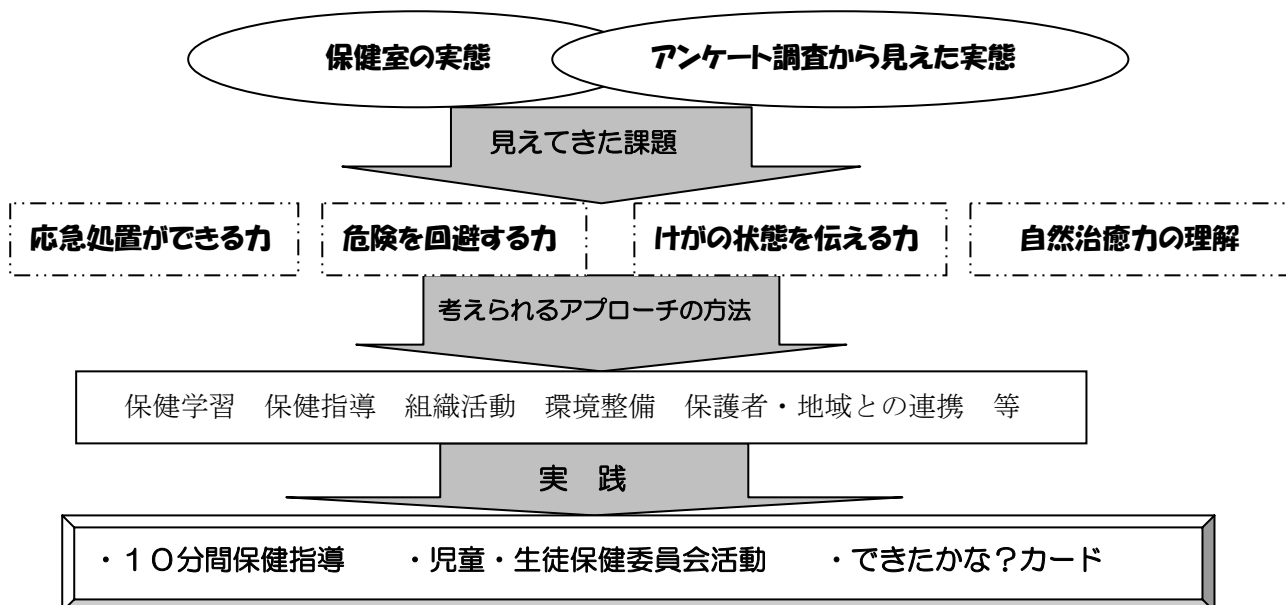 保健室の実態　アンケート調査から見えた実態
見えてきた課題
応急処置ができる力　危険を回避する力　けがの状態を伝える力　自然治癒力の理解
考えられるアプローチの方法
保健学習　保健指導　組織活動　環境整備　保護者・地域との連携　等
実　践
・１０分間保健指導　・児童・生徒保健委員会活動　・できたかな？カード